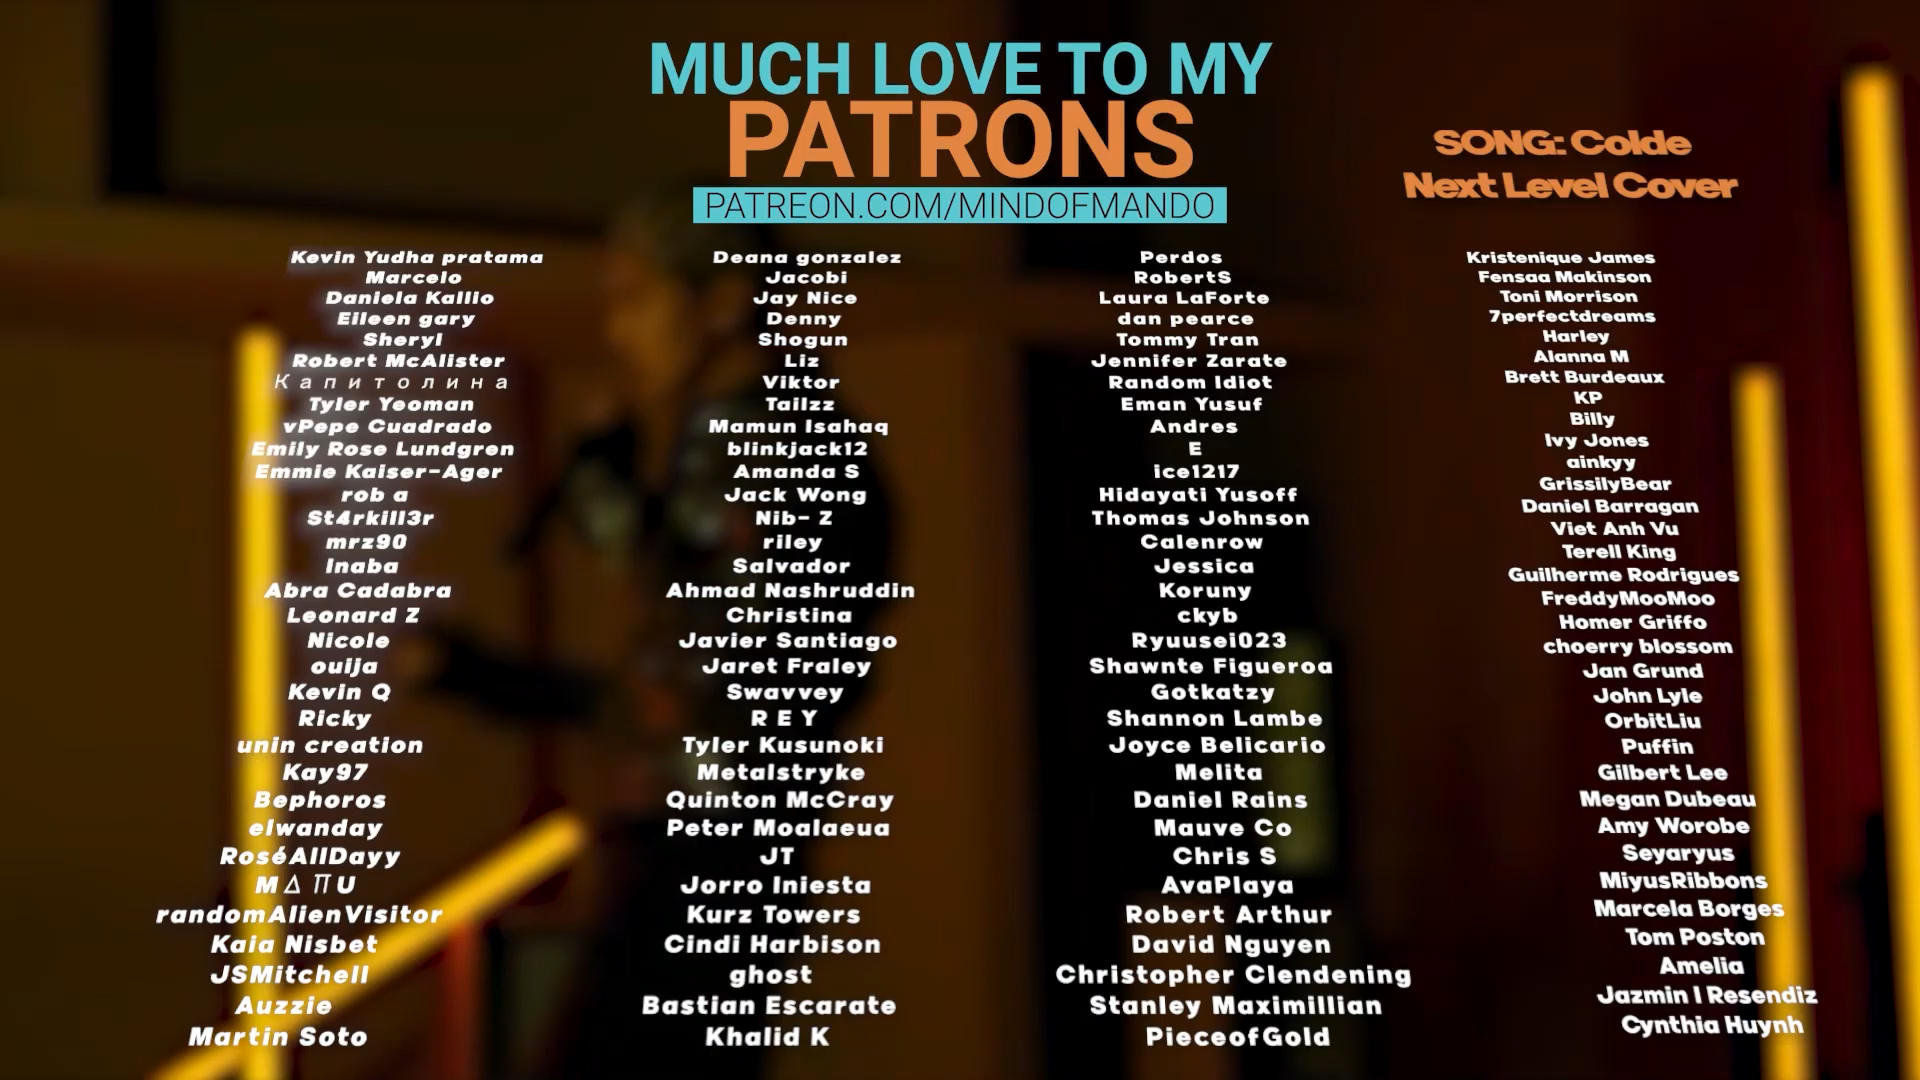 MUCH LOVE TO MY
PATRONS
PATREON.COM/MINDOFMANDO
SONG: Colde
Next Level Cover
Kevin Yudha pratama
Marcelo
Daniela Kallio
Eileen gary
Sheryl
Robert McAlister
Капитолина
Tyler Yeoman
vPepe Cuadrado
Emily Rose Lundgren
Emmie Kaiser-Ager
rob a
St4rkill3r
mrz90
Inaba
Abra Cadabra
Leonard Z
Nicole
ouija
Kevin Q
Ricky
unin creation
Kay97
Bephoros
elwanday
RoséAllDayy
M∆ΠU
randomAlienVisitor
Kaia Nisbet
JSMitchell
Auzzie
Martin Soto
Deana gonzalez
Jacobi
Jay Nice
Denny
Shogun
Liz
Viktor
Tailzz
Mamun Isahaq
blinkjack12
Amanda S
Jack Wong
Nib- Z
riley
Salvador
Ahmad Nashruddin
Christina
Javier Santiago
Jaret Fraley
Swavvey
R E Y
Tyler Kusunoki
Metalstryke
Quinton McCray
Peter Moalaeua
JT
Jorro Iniesta
Kurz Towers
Cindi Harbison
ghost
Bastian Escarate
Khalid K
Perdos
RobertS
Laura LaForte
dan pearce
Tommy Tran
Jennifer Zarate
Random Idiot
Eman Yusuf
Andres
E
ice1217
Hidayati Yusoff
Thomas Johnson
Calenrow
Jessica
Koruny
ckyb
Ryuusei023
Shawnte Figueroa
Gotkatzy
Shannon Lambe
Joyce Belicario
Melita
Daniel Rains
Mauve Co
Chris S
AvaPlaya
Robert Arthur
David Nguyen
Christopher Clendening
Stanley Maximillian
PieceofGold
Kristenique James
Fensaa Makinson
Toni Morrison
7perfectdreams
Harley
Alanna M
Brett Burdeaux
KP
Billy
Ivy Jones
ainkyy
GrissilyBear
Daniel Barragan
Viet Anh Vu
Terell King
Guilherme Rodrigues
FreddyMooMoo
Homer Griffo
choerry blossom
Jan Grund
John Lyle
OrbitLiu
Puffin
Gilbert Lee
Megan Dubeau
Amy Worobe
Seyaryus
MiyusRibbons
Marcela Borges
Tom Poston
Amelia
Jazmin I Resendiz
Cynthia Huynh